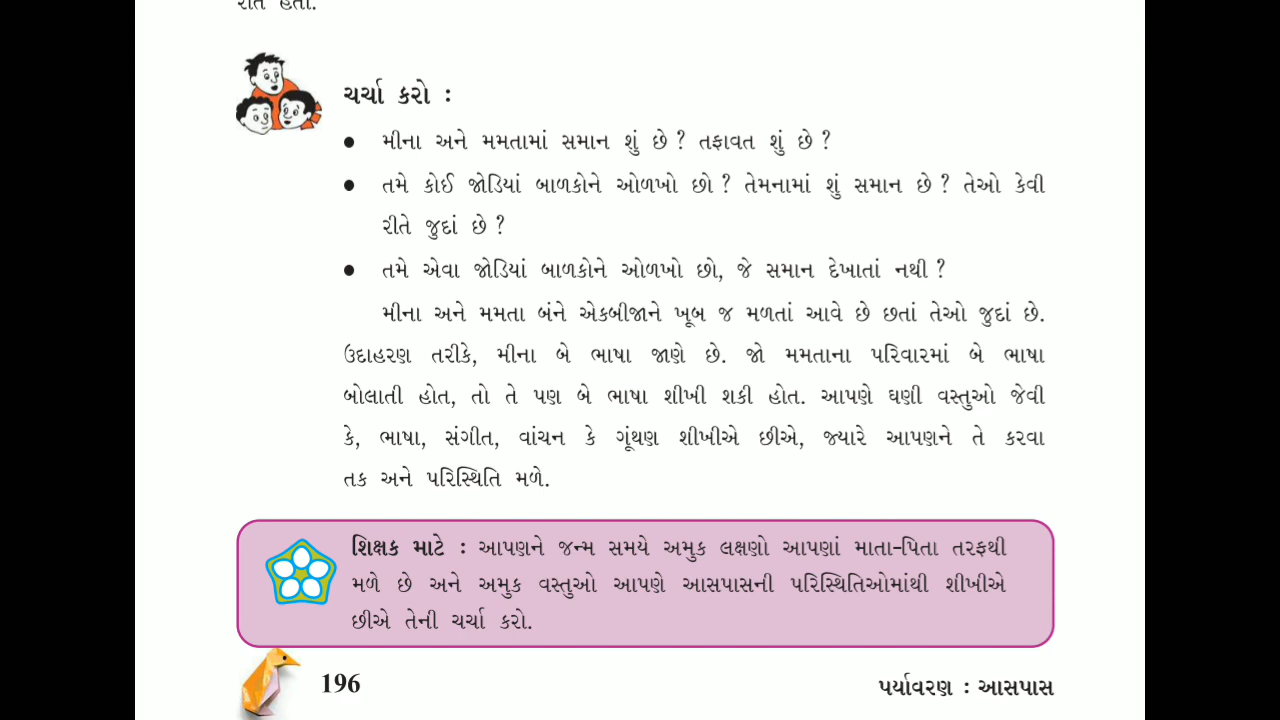 રીતે હતી.
ચર્ચા કરો :
● મીના અને મમતામાં સમાન શું છે ? તફાવત શું છે ?
● તમે કોઈ જોડિયાં બાળકોને ઓળખો છો ? તેમનામાં શું સમાન છે ? તેઓ કેવી
રીતે જુદાં છે ?
● તમે એવા જોડિયાં બાળકોને ઓળખો છો, જે સમાન દેખાતાં નથી ?
મીના અને મમતા બંને એકબીજાને ખૂબ જ મળતાં આવે છે છતાં તેઓ જુદાં છે.
ઉદાહરણ તરીકે, મીના બે ભાષા જાણે છે. જો મમતાના પરિવારમાં બે ભાષા
બોલાતી હોત, તો તે પણ બે ભાષા શીખી શકી હોત. આપણે ઘણી વસ્તુઓ જેવી
કે, ભાષા, સંગીત, વાંચન કે ગૂંથણ શીખીએ છીએ, જ્યારે આપણને તે કરવા
તક અને પરિસ્થિતિ મળે.
શિક્ષક માટે : આપણને જન્મ સમયે અમુક લક્ષણો આપણાં માતા-પિતા તરફથી
મળે છે અને અમુક વસ્તુઓ આપણે આસપાસની પરિસ્થિતિઓમાંથી શીખીએ
છીએ તેની ચર્ચા કરો.
196
પર્યાવરણ : આસપાસ